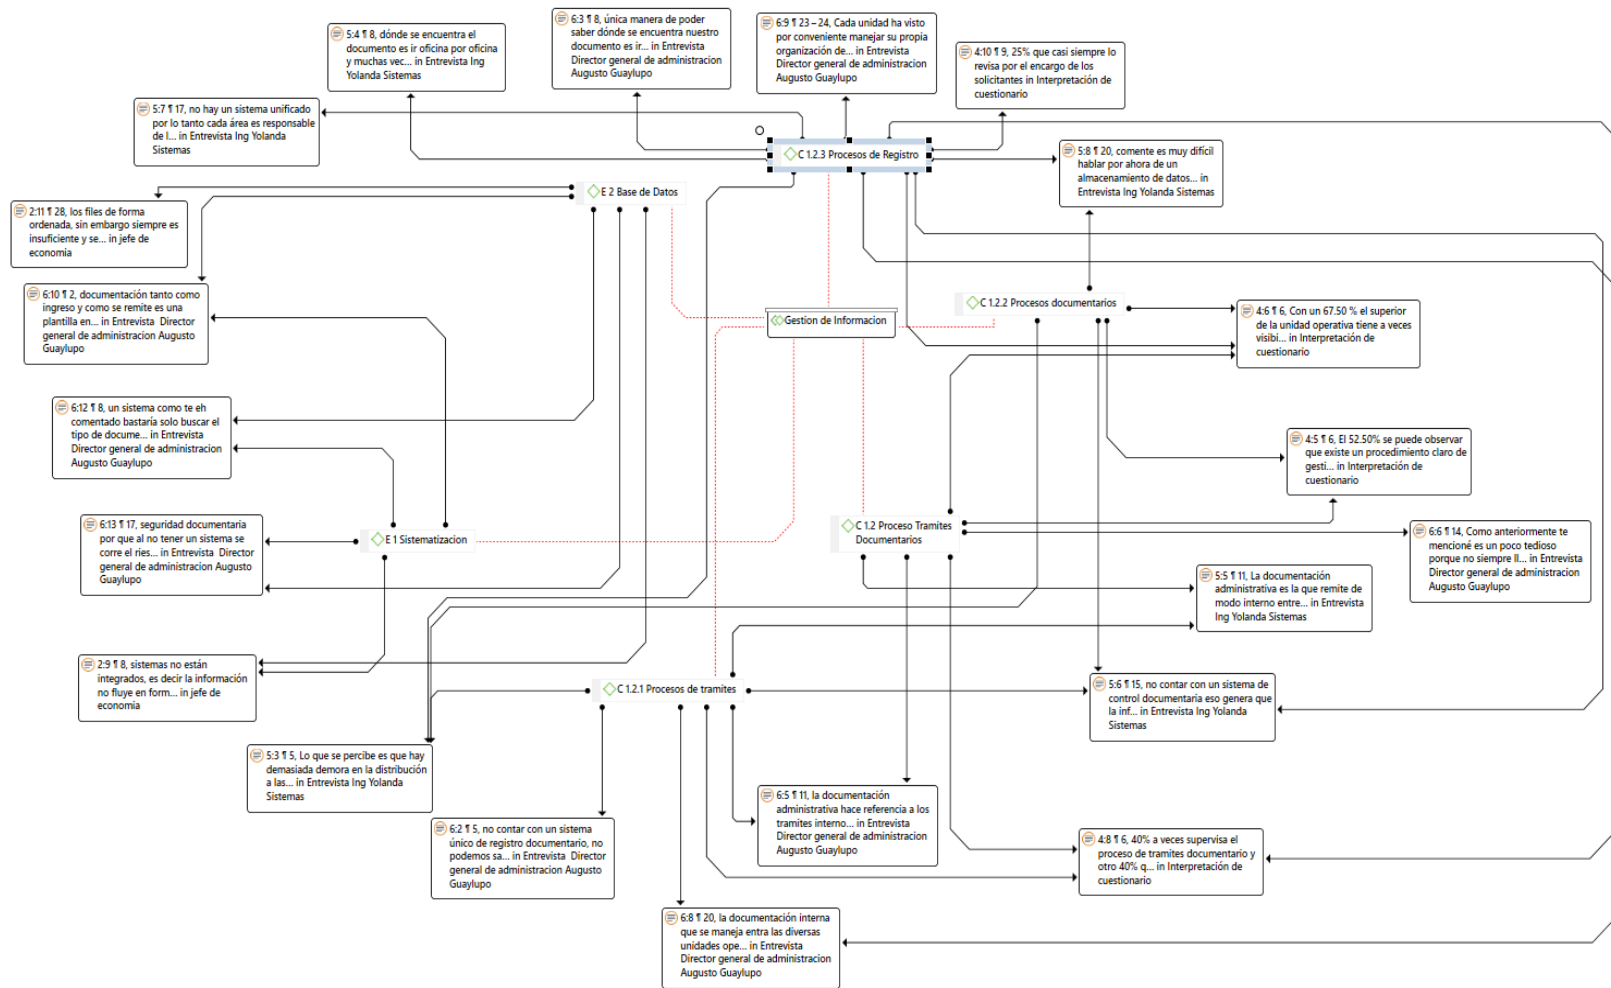 6:3 ¶ 8, única manera de poder
saber dónde se encuentra nuestro
documento es ir... in Entrevista
Director general de administracion
Augusto Guaylupo
6:9 ¶ 23 – 24, Cada unidad ha visto
por conveniente manejar su propia
organización de... in Entrevista
Director general de administracion
Augusto Guaylupo
5:4 ¶ 8, dónde se encuentra el
documento es ir oficina por oficina
y muchas vec... in Entrevista Ing
Yolanda Sistemas
4:10 ¶ 9, 25% que casi siempre lo
revisa por el encargo de los
solicitantes in Interpretación de
cuestionario
5:7 ¶ 17, no hay un sistema unificado
por lo tanto cada área es responsable
de l... in Entrevista Ing Yolanda
Sistemas
C 1.2.3 Procesos de Registro
5:8 ¶ 20, comente es muy difícil
hablar por ahora de un
almacenamiento de datos... in
Entrevista Ing Yolanda Sistemas
E 2 Base de Datos
2:11 ¶ 28, los files de forma
ordenada, sin embargo siempre es
insuficiente y se... in jefe de
economia
6:10 ¶ 2, documentación tanto como
ingreso y como se remite es una
plantilla en... in Entrevista Director
general de administracion Augusto
Guaylupo
C 1.2.2 Procesos documentarios
Gestion de Informacion
4:6 ¶ 6, Con un 67.50 % el superior
de la unidad operativa tiene a veces
visibi... in Interpretación de
cuestionario
6:12 ¶ 8, un sistema como te eh
comentado bastaría solo buscar el
tipo de docume... in Entrevista
Director general de administracion
Augusto Guaylupo
4:5 ¶ 6, El 52.50% se puede observar
que existe un procedimiento claro de
gesti... in Interpretación de
cuestionario
6:13 ¶ 17, seguridad documentaria
por que al no tener un sistema se
corre el ries... in Entrevista Director
general de administracion Augusto
Guaylupo
E 1 Sistematizacion
C 1.2 Proceso Tramites
Documentarios
6:6 ¶ 14, Como anteriormente te
mencioné es un poco tedioso
porque no siempre ll... in Entrevista
Director general de administracion
Augusto Guaylupo
5:5 ¶ 11, La documentación
administrativa es la que remite de
modo interno entre... in Entrevista
Ing Yolanda Sistemas
2:9 ¶ 8, sistemas no están
integrados, es decir la información
no fluye en form... in jefe de
economia
C 1.2.1 Procesos de tramites
5:6 ¶ 15, no contar con un sistema de
control documentaria eso genera que
la inf... in Entrevista Ing Yolanda
Sistemas
5:3 ¶ 5, Lo que se percibe es que hay
demasiada demora en la distribución
a las... in Entrevista Ing Yolanda
Sistemas
6:5 ¶ 11, la documentación
administrativa hace referencia a los
tramites interno... in Entrevista
Director general de administracion
Augusto Guaylupo
6:2 ¶ 5, no contar con un sistema
único de registro documentario, no
podemos sa... in Entrevista Director
general de administracion Augusto
Guaylupo
4:8 ¶ 6, 40% a veces supervisa el
proceso de tramites documentario y
otro 40% q... in Interpretación de
cuestionario
6:8 ¶ 20, la documentación interna
que se maneja entra las diversas
unidades ope... in Entrevista
Director general de administracion
Augusto Guaylupo